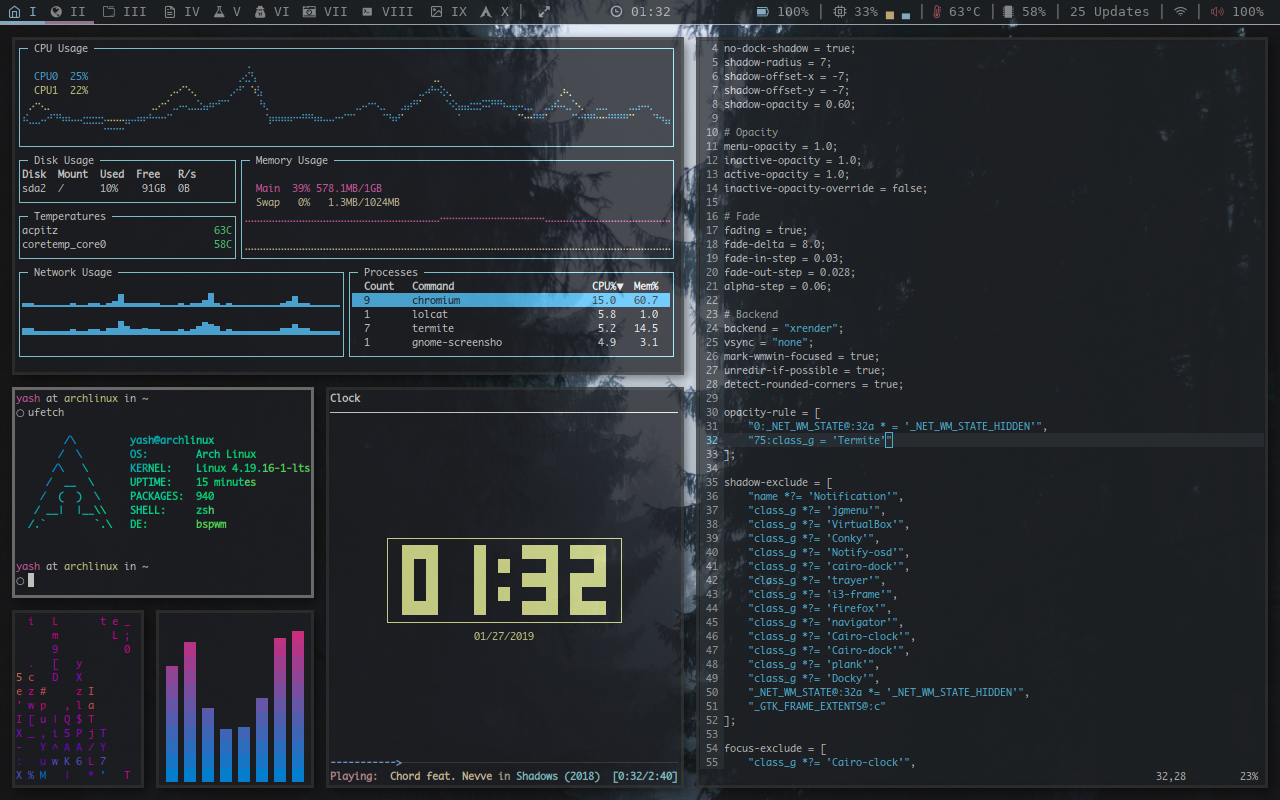 I II III IV V VI VII VIII IX X 01:32 100% 33% 63°C 58% 25 Updates 100%
CPU Usage
CPU0 25%
CPU1 22%
Disk Usage
Disk Mount Used Free R/s
sda2 / 10% 91GB 0B
Temperatures
acpitz 63C
coretemp_core0 58C
Memory Usage
Main 39% 578.1MB/1GB
Swap 0% 1.3MB/1024MB
Network Usage
Processes
Count Command CPU%▼ Mem%
9 chromium 15.0 60.7
1 lolcat 5.8 1.0
7 termite 5.2 14.5
1 gnome-screensho 4.9 3.1
yash at archlinux in ~
○ ufetch
yash@archlinux
OS: Arch Linux
KERNEL: Linux 4.19.16-1-lts
UPTIME: 15 minutes
PACKAGES: 940
SHELL: zsh
DE: bspwm
yash at archlinux in ~
○
Clock
01:32
01/27/2019
----------->
Playing: Chord feat. Nevve in Shadows (2018) [0:32/2:40]
4 no-dock-shadow = true;
5 shadow-radius = 7;
6 shadow-offset-x = -7;
7 shadow-offset-y = -7;
8 shadow-opacity = 0.60;
9
10 # Opacity
11 menu-opacity = 1.0;
12 inactive-opacity = 1.0;
13 active-opacity = 1.0;
14 inactive-opacity-override = false;
15
16 # Fade
17 fading = true;
18 fade-delta = 8.0;
19 fade-in-step = 0.03;
20 fade-out-step = 0.028;
21 alpha-step = 0.06;
22
23 # Backend
24 backend = "xrender";
25 vsync = "none";
26 mark-wmwin-focused = true;
27 unredir-if-possible = true;
28 detect-rounded-corners = true;
29
30 opacity-rule = [
31 "0:_NET_WM_STATE@:32a * = '_NET_WM_STATE_HIDDEN'",
32 "75:class_g = 'Termite'"
33 ];
34
35 shadow-exclude = [
36 "name *?= 'Notification'",
37 "class_g *?= 'jgmenu'",
38 "class_g *?= 'VirtualBox'",
39 "class_g *?= 'Conky'",
40 "class_g *?= 'Notify-osd'",
41 "class_g *?= 'cairo-dock'",
42 "class_g *?= 'trayer'",
43 "class_g *?= 'i3-frame'",
44 "class_g *?= 'firefox'",
45 "class_g *?= 'navigator'",
46 "class_g *?= 'Cairo-clock'",
47 "class_g *?= 'Cairo-dock'",
48 "class_g *?= 'plank'",
49 "class_g *?= 'Docky'",
50 "_NET_WM_STATE@:32a *= '_NET_WM_STATE_HIDDEN'",
51 "_GTK_FRAME_EXTENTS@:c"
52 ];
53
54 focus-exclude = [
55 "class_g *?= 'Cairo-clock'",
32,28 23%